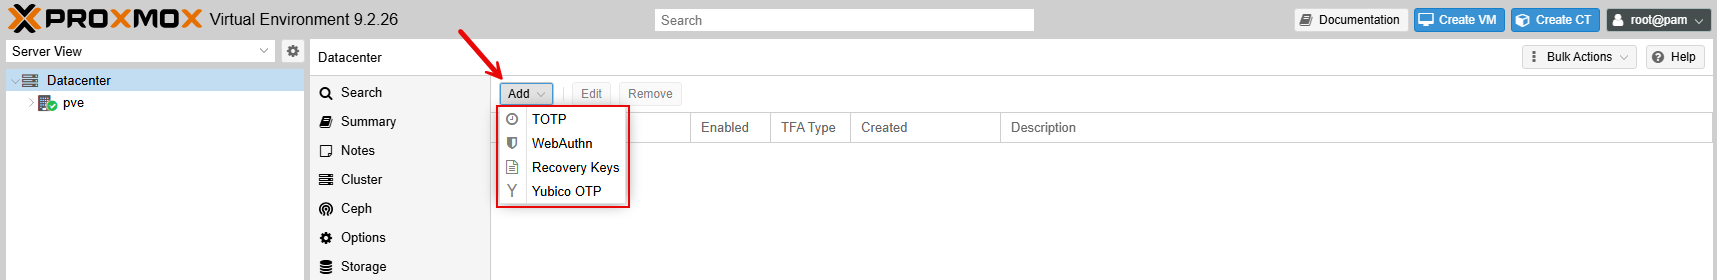 PROXMOX Virtual Environment 9.2.26 Search Documentation Create VM Create CT root@pam
Server View Datacenter Bulk Actions Help
Datacenter
pve
Search
Summary
Notes
Cluster
Ceph
Options
Storage
Add Edit Remove
Enabled TFA Type Created Description
TOTP
WebAuthn
Recovery Keys
Yubico OTP